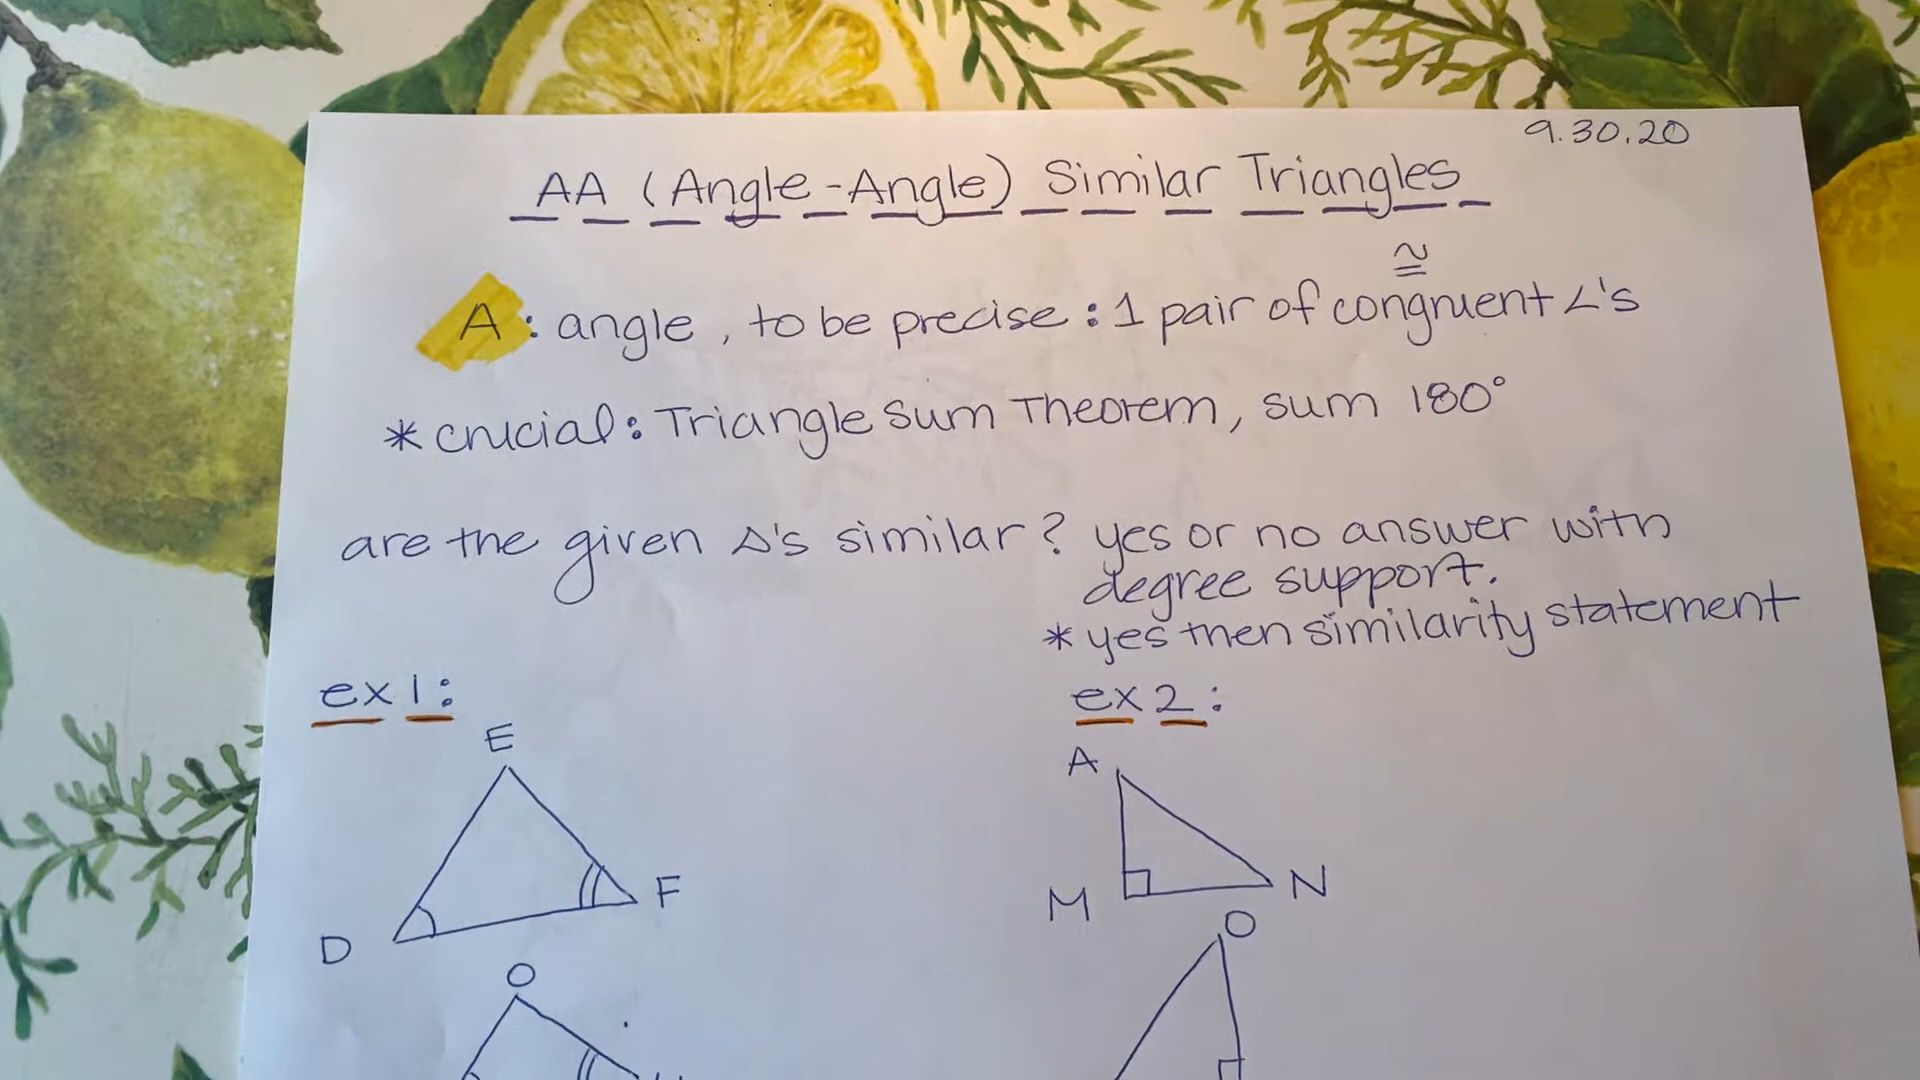 9.30.20
AA (Angle-Angle) Similar Triangles
≅
A: angle, to be precise: 1 pair of congruent ∠'s
* crucial: Triangle Sum Theorem, sum 180°
are the given △'s similar? yes or no answer with
degree support.
* yes then similarity statement
ex 1:
E
D
F
O
ex 2:
A
M
N
O